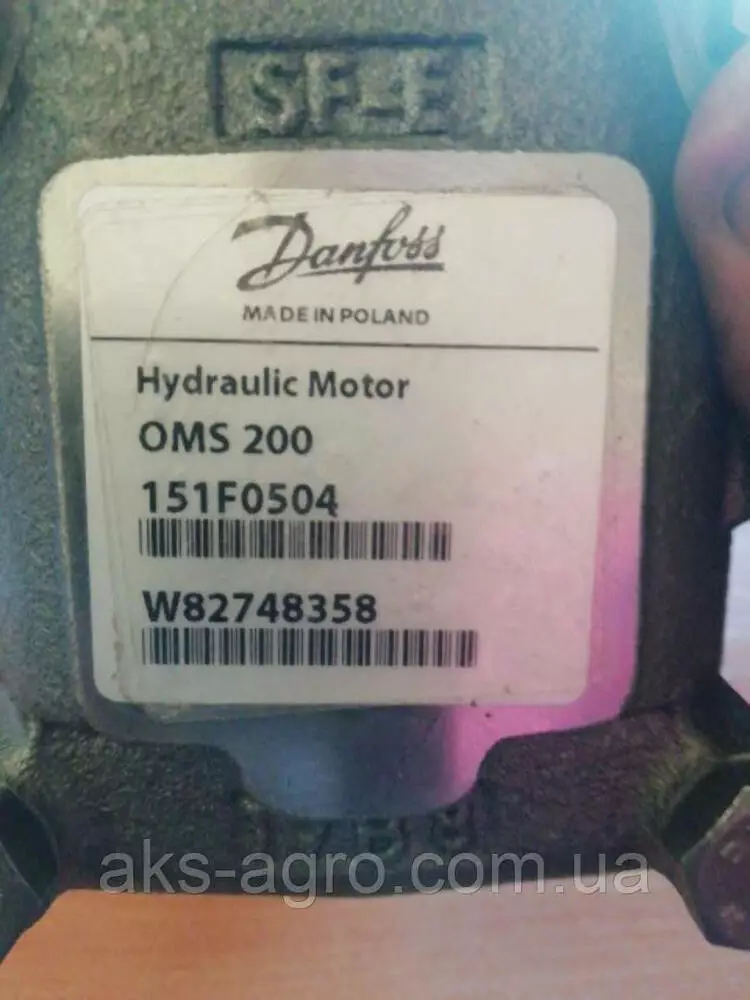 SF-E
Danfoss
MADE IN POLAND
Hydraulic Motor
OMS 200
151F0504
W82748358
aks-agro.com.ua